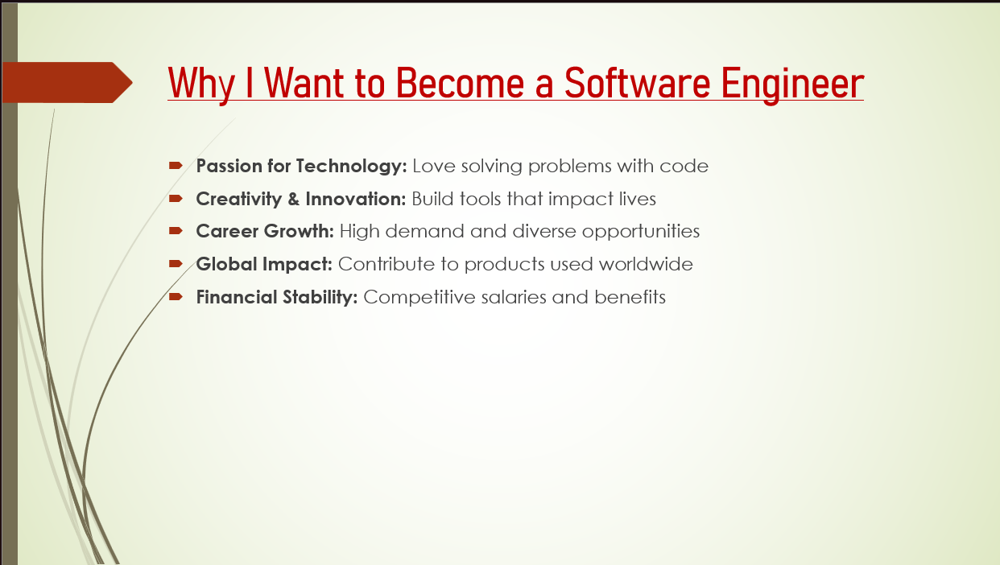 Why I Want to Become a Software Engineer
Passion for Technology: Love solving problems with code
Creativity & Innovation: Build tools that impact lives
Career Growth: High demand and diverse opportunities
Global Impact: Contribute to products used worldwide
Financial Stability: Competitive salaries and benefits